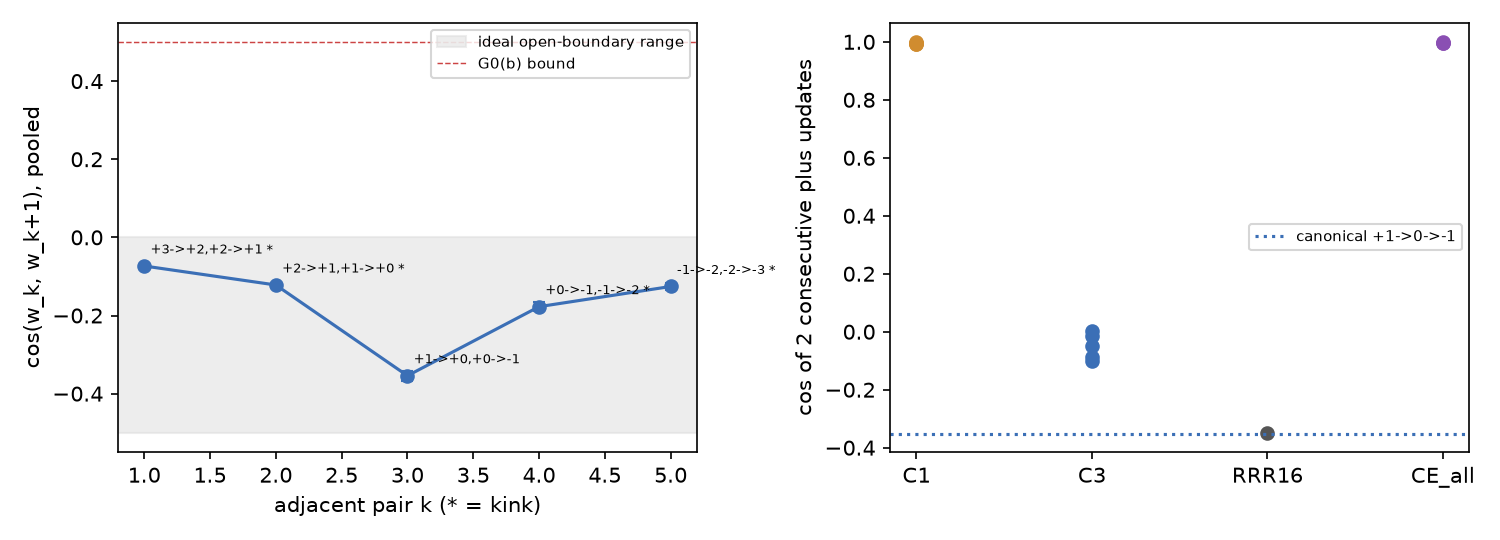 cos(w_k, w_k+1), pooled
0.4
0.2
0.0
−0.2
−0.4
ideal open-boundary range
G0(b) bound
+3->+2,+2->+1 *
+2->+1,+1->+0 *
+1->+0,+0->-1
+0->-1,-1->-2 *
-1->-2,-2->-3 *
1.0 1.5 2.0 2.5 3.0 3.5 4.0 4.5 5.0
adjacent pair k (* = kink)
cos of 2 consecutive plus updates
1.0
0.8
0.6
0.4
0.2
0.0
−0.2
−0.4
canonical +1->0->-1
C1 C3 RRR16 CE_all